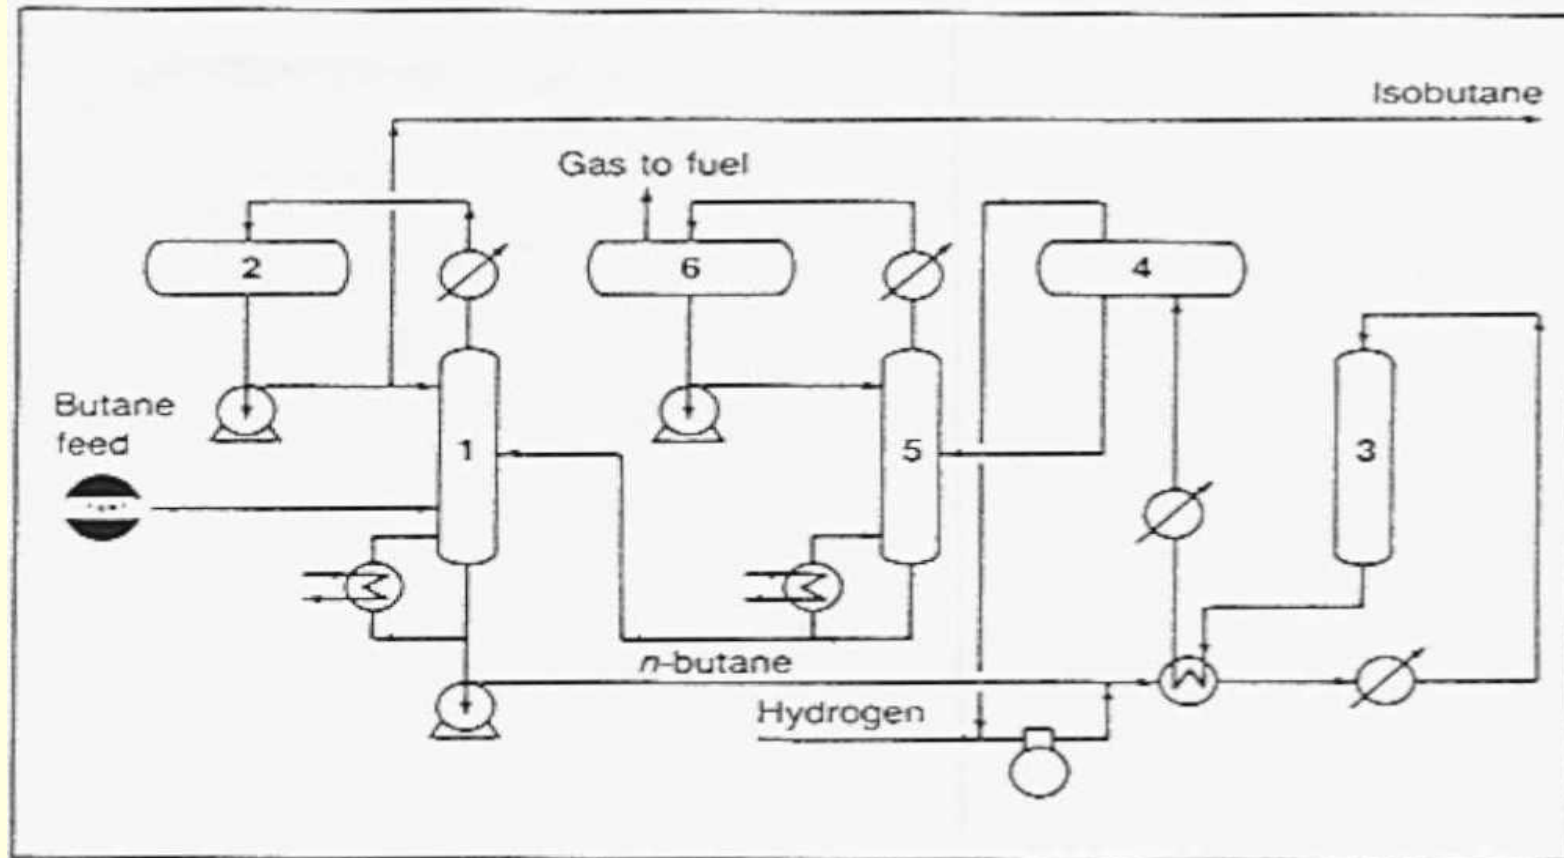 Isobutane
Gas to fuel
2
6
4
Butane
feed
1
5
3
n-butane
Hydrogen